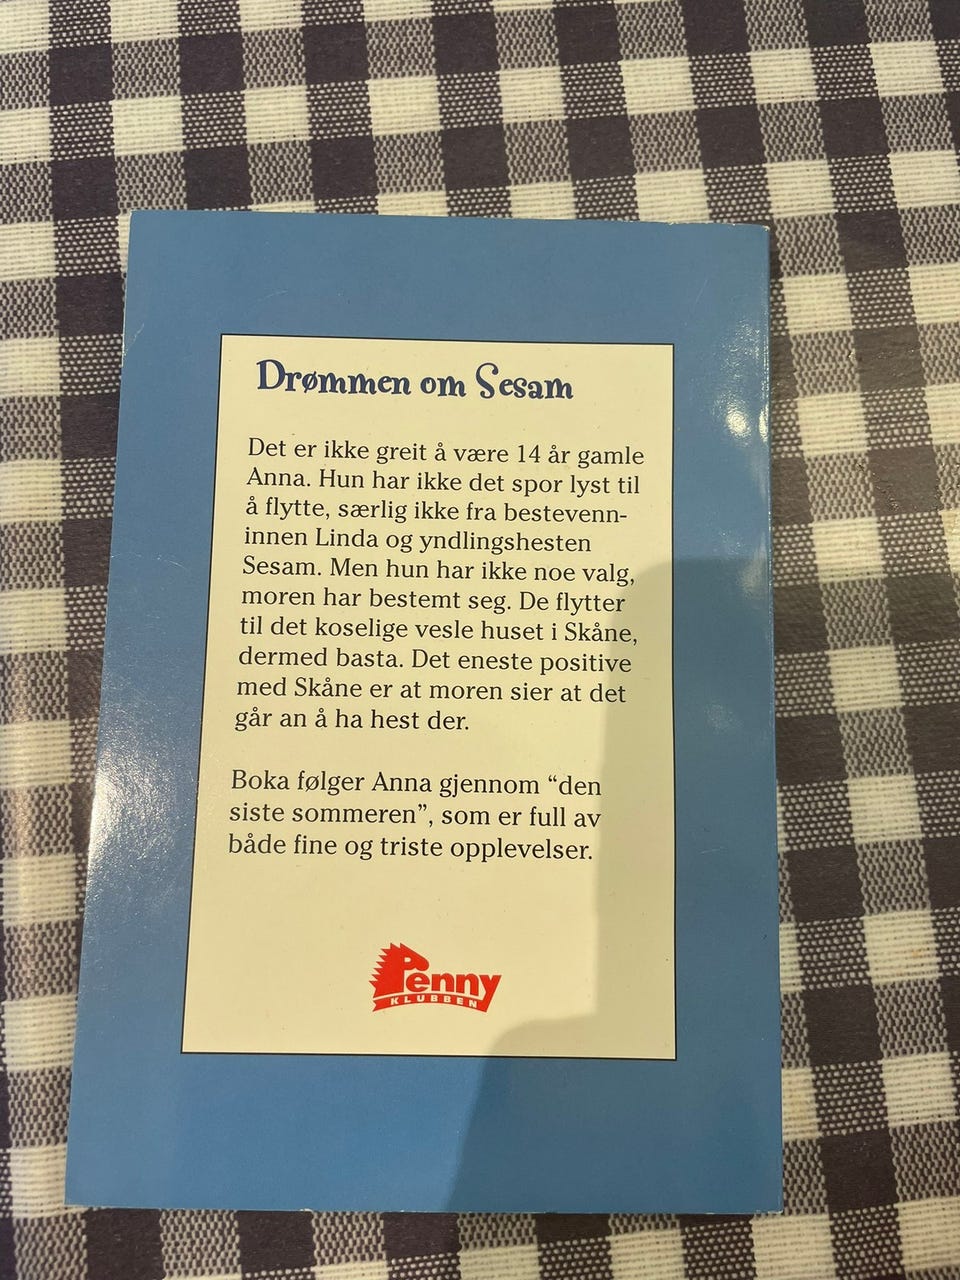 Drømmen om Sesam
Det er ikke greit å være 14 år gamle
Anna. Hun har ikke det spor lyst til
å flytte, særlig ikke fra bestevenn-
innen Linda og yndlingshesten
Sesam. Men hun har ikke noe valg,
moren har bestemt seg. De flytter
til det koselige vesle huset i Skåne,
dermed basta. Det eneste positive
med Skåne er at moren sier at det
går an å ha hest der.
Boka følger Anna gjennom “den
siste sommeren”, som er full av
både fine og triste opplevelser.
Penny
KLUBBEN